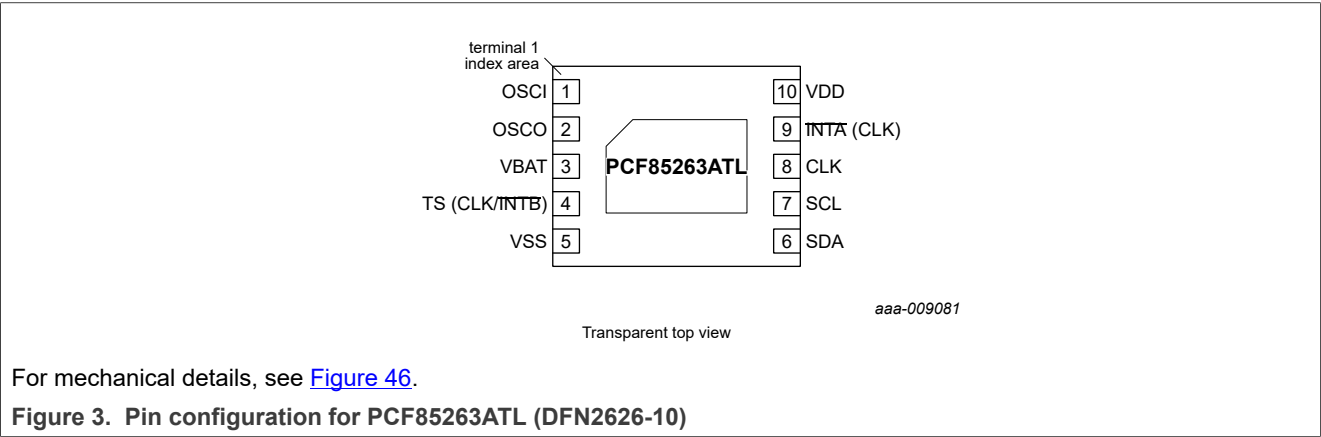 terminal 1
index area
OSCI 1
OSCO 2
VBAT 3
TS (CLK/INTB) 4
VSS 5
PCF85263ATL
10 VDD
9 INTA (CLK)
8 CLK
7 SCL
6 SDA
aaa-009081
Transparent top view
For mechanical details, see Figure 46.
Figure 3. Pin configuration for PCF85263ATL (DFN2626-10)